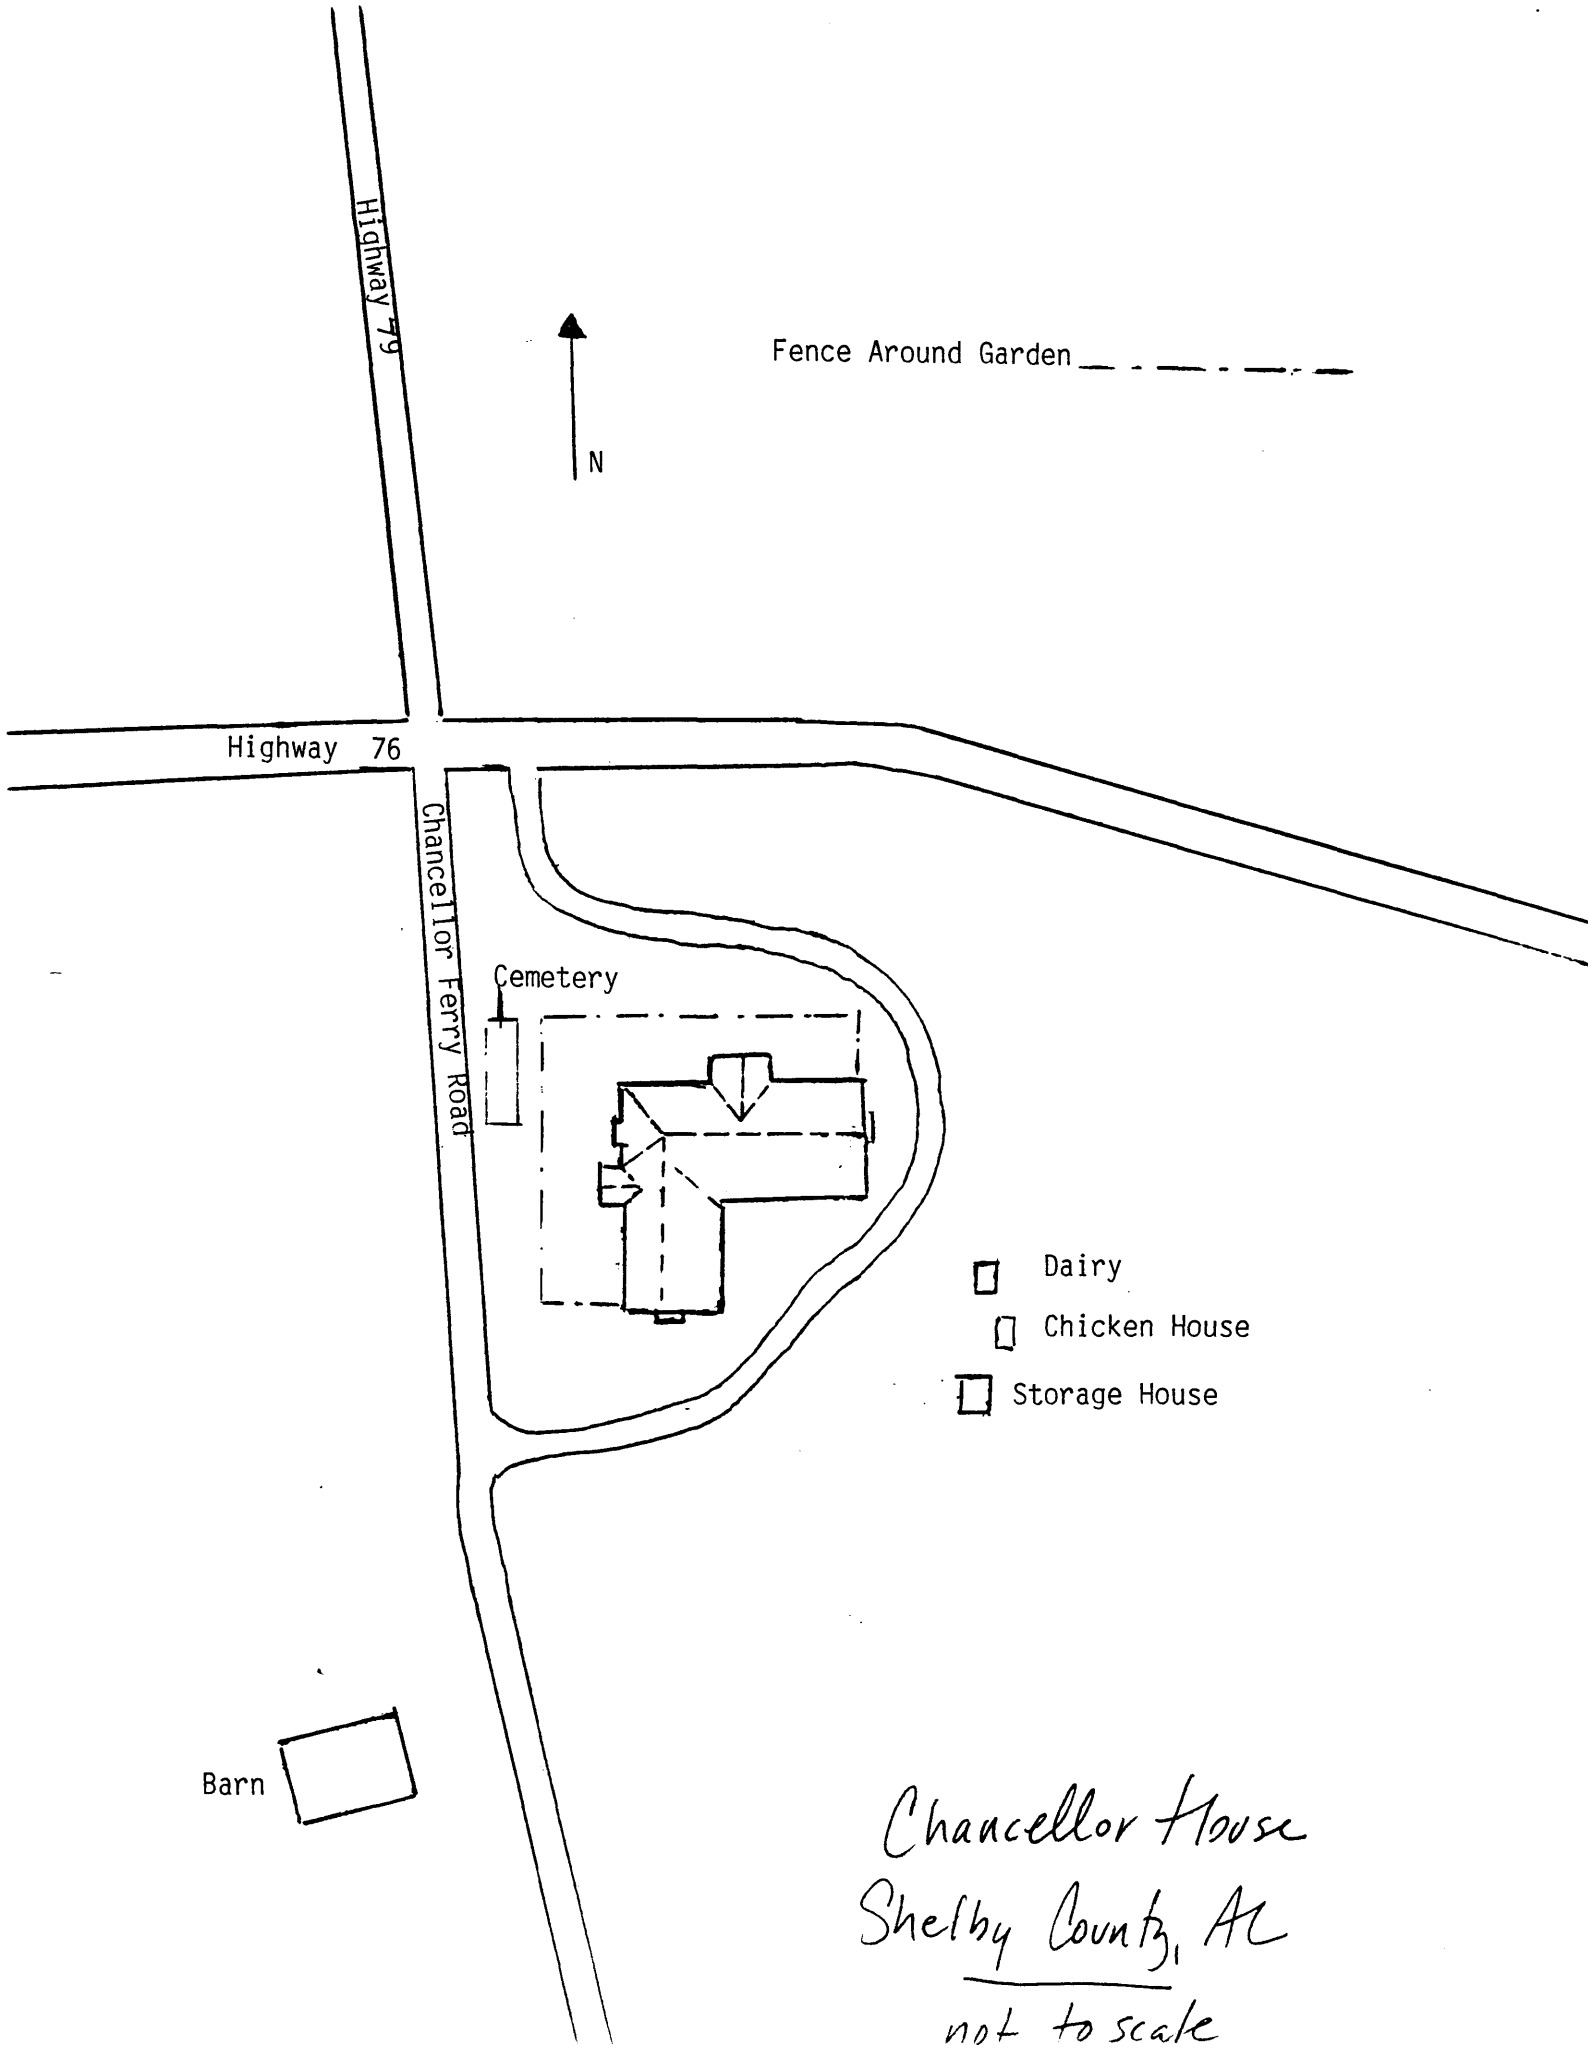 Highway 79
Fence Around Garden
N
Highway 76
Chancellor Ferry Road
Cemetery
Dairy
Chicken House
Storage House
Barn
Chancellor House
Shelby County, AL
not to scale